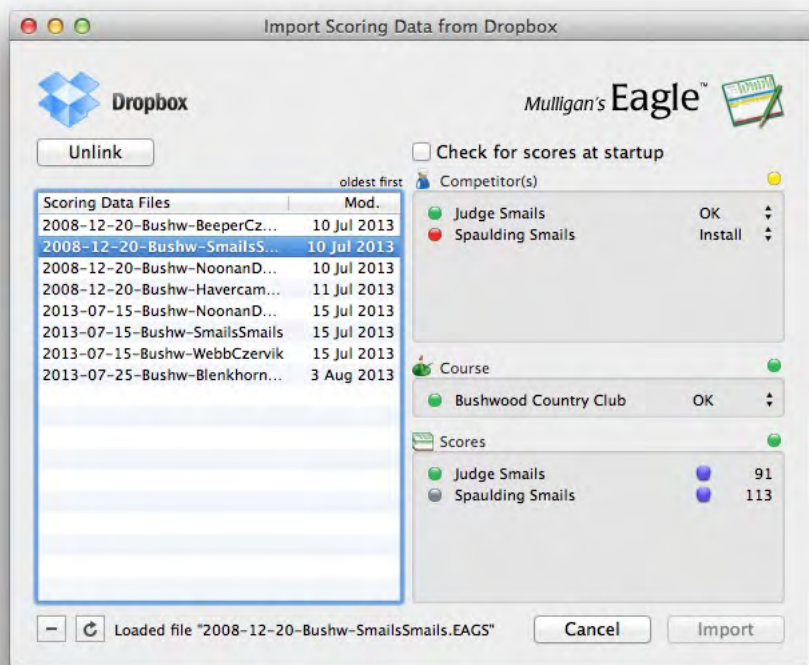 Import Scoring Data from Dropbox
Dropbox
Mulligan's Eagle™
Unlink
Check for scores at startup
oldest first
Competitor(s)
Scoring Data Files Mod.
2008-12-20-Bushw-BeeperCz... 10 Jul 2013
2008-12-20-Bushw-SmailsS... 10 Jul 2013
2008-12-20-Bushw-NoonanD... 10 Jul 2013
2008-12-20-Bushw-Havercam... 11 Jul 2013
2013-07-15-Bushw-NoonanD... 15 Jul 2013
2013-07-15-Bushw-SmailsSmails 15 Jul 2013
2013-07-15-Bushw-WebbCzervik 15 Jul 2013
2013-07-25-Bushw-Blenkhorn... 3 Aug 2013
Judge Smails OK
Spaulding Smails Install
Course
Bushwood Country Club OK
Scores
Judge Smails 91
Spaulding Smails 113
Loaded file "2008-12-20-Bushw-SmailsSmails.EAGS"
Cancel
Import